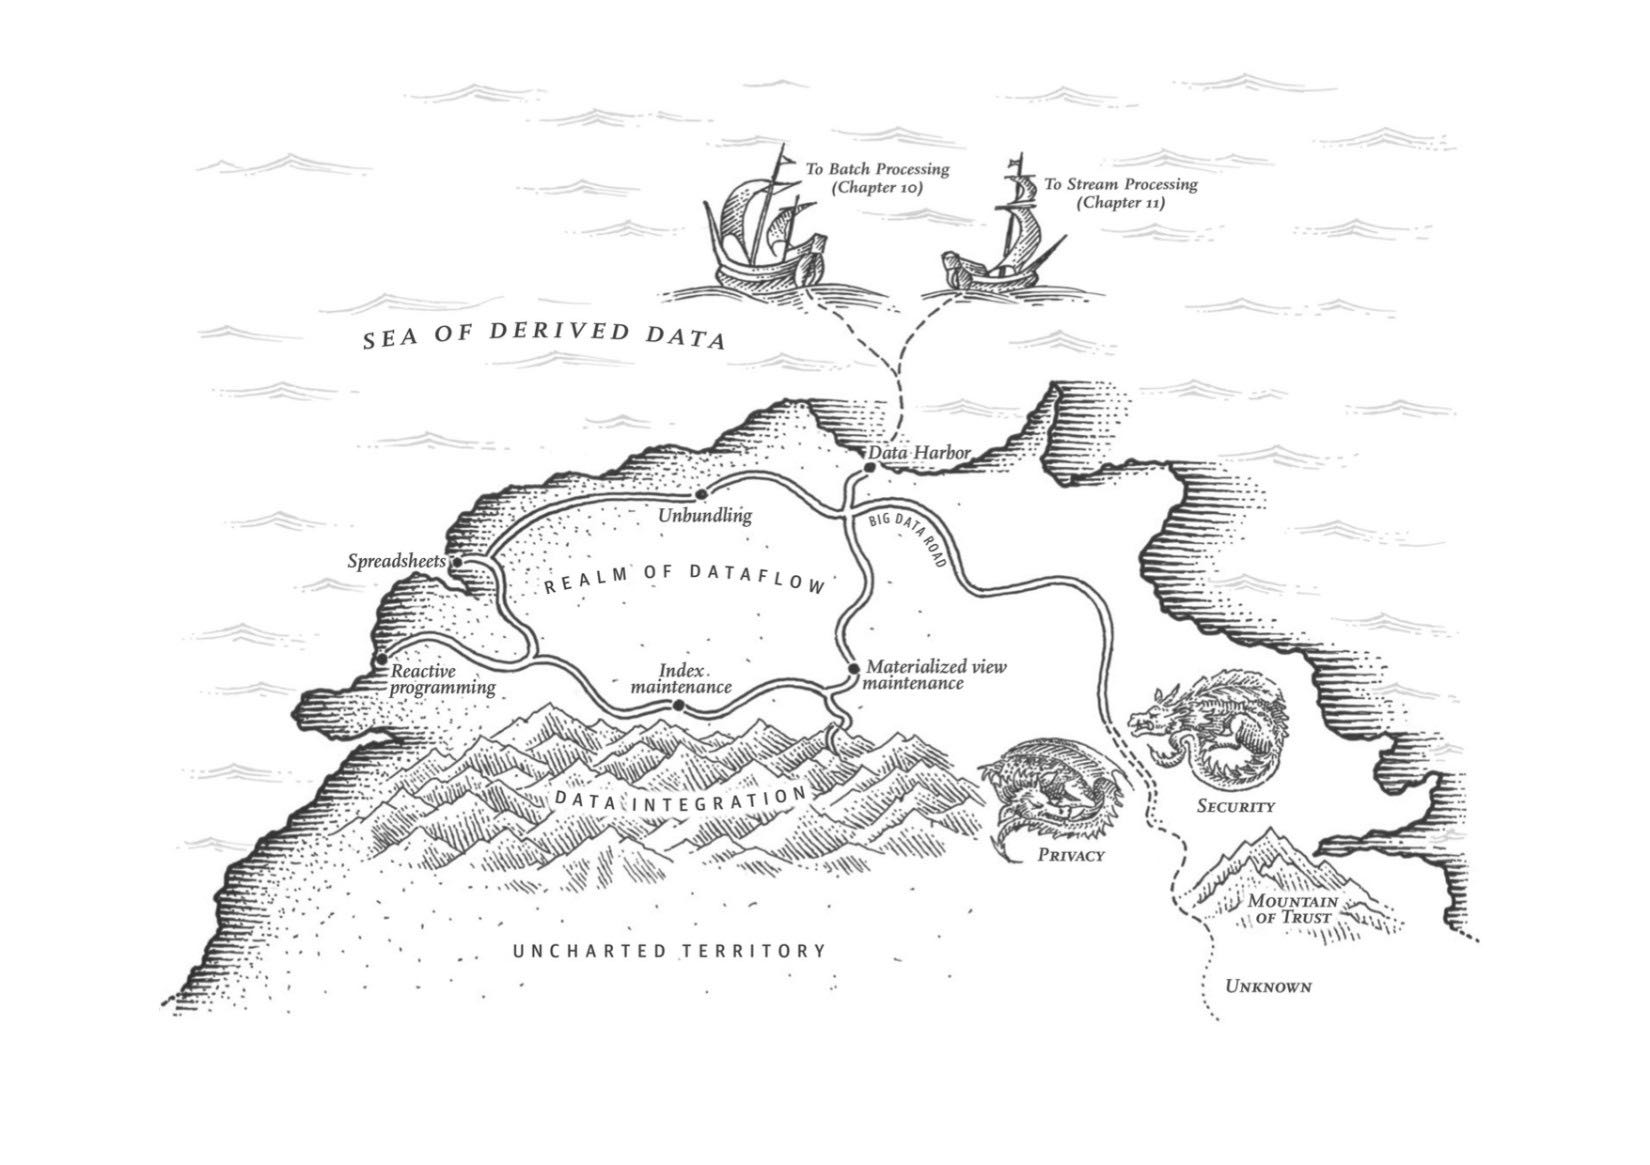 To Batch Processing
(Chapter 10)
To Stream Processing
(Chapter 11)
SEA OF DERIVED DATA
Data Harbor
Unbundling
BIG DATA ROAD
Spreadsheets
REALM OF DATAFLOW
Reactive
programming
Index
maintenance
Materialized view
maintenance
DATA INTEGRATION
SECURITY
PRIVACY
MOUNTAIN
OF TRUST
UNCHARTED TERRITORY
UNKNOWN